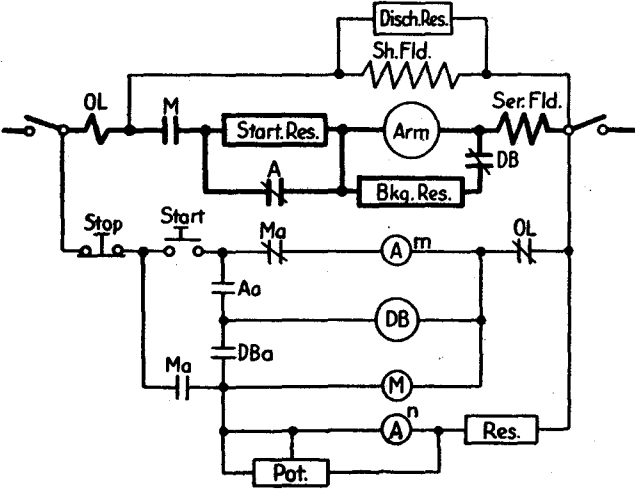 Disch.Res.
Sh.Fld.
OL
M
Start.Res.
Arm
Ser.Fld.
A
Bkg.Res.
DB
Stop
Start
Ma
A
m
OL
Aa
DB
DBa
Ma
M
A
n
Res.
Pot.